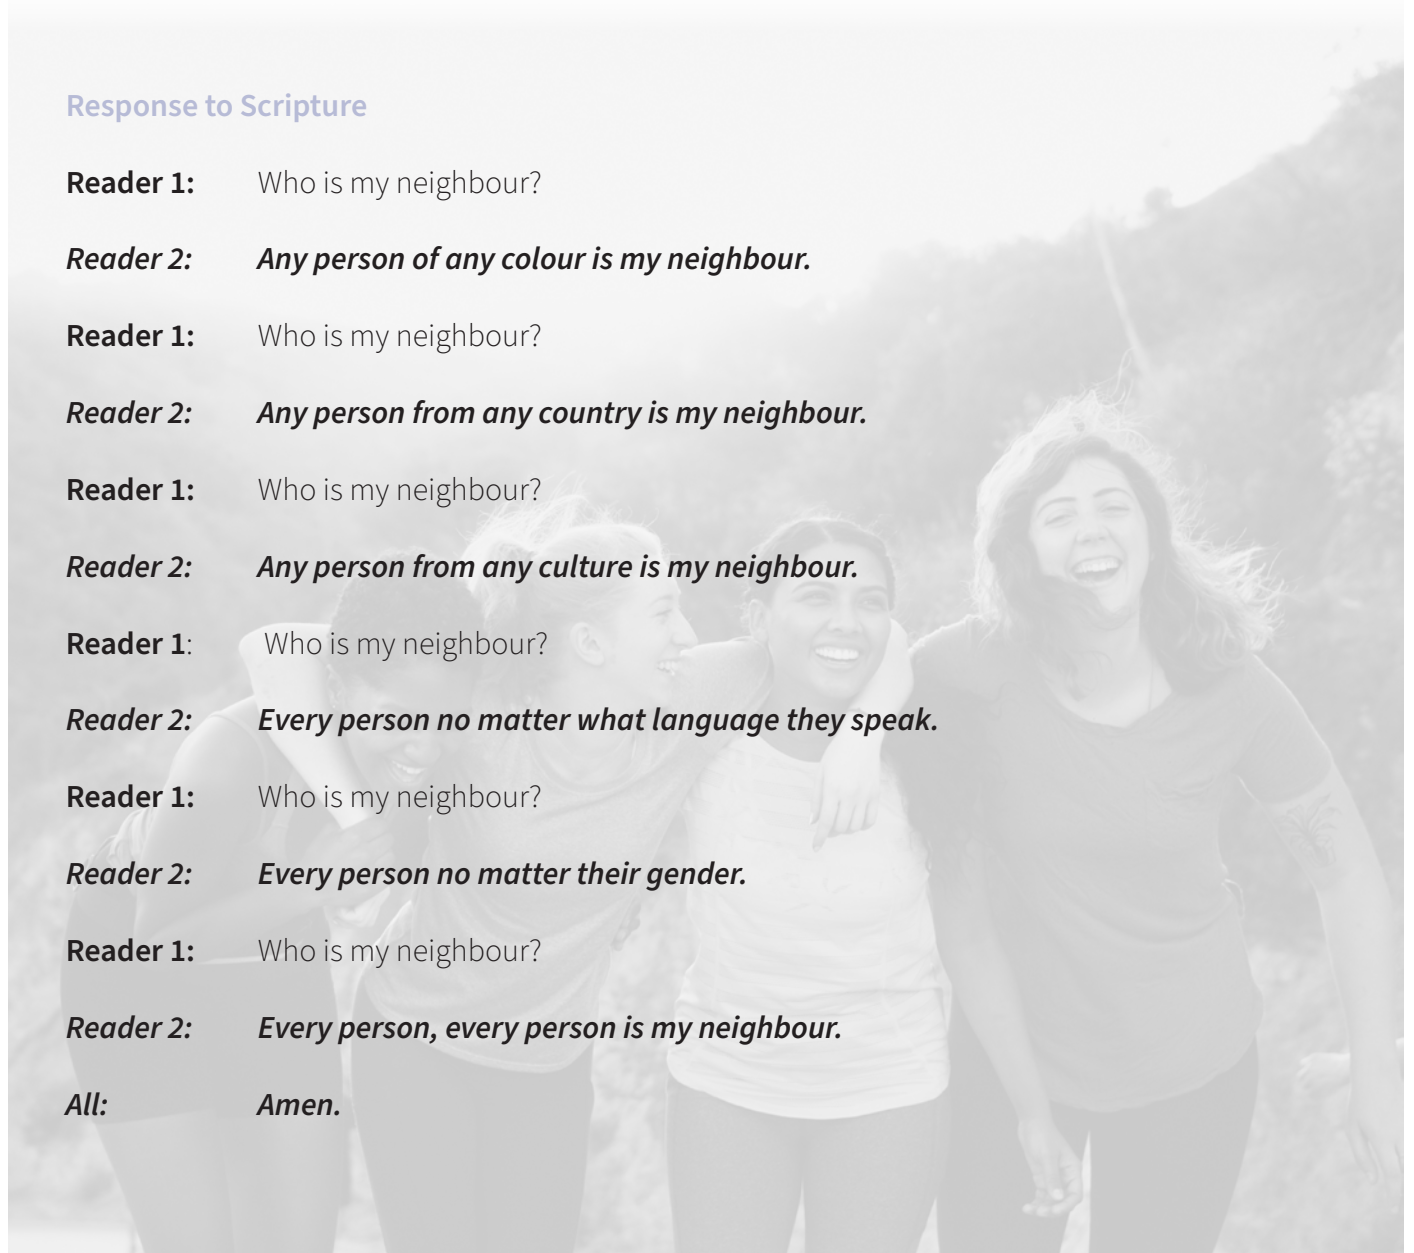 Response to Scripture
Reader 1: Who is my neighbour?
Reader 2: Any person of any colour is my neighbour.
Reader 1: Who is my neighbour?
Reader 2: Any person from any country is my neighbour.
Reader 1: Who is my neighbour?
Reader 2: Any person from any culture is my neighbour.
Reader 1: Who is my neighbour?
Reader 2: Every person no matter what language they speak.
Reader 1: Who is my neighbour?
Reader 2: Every person no matter their gender.
Reader 1: Who is my neighbour?
Reader 2: Every person, every person is my neighbour.
All: Amen.